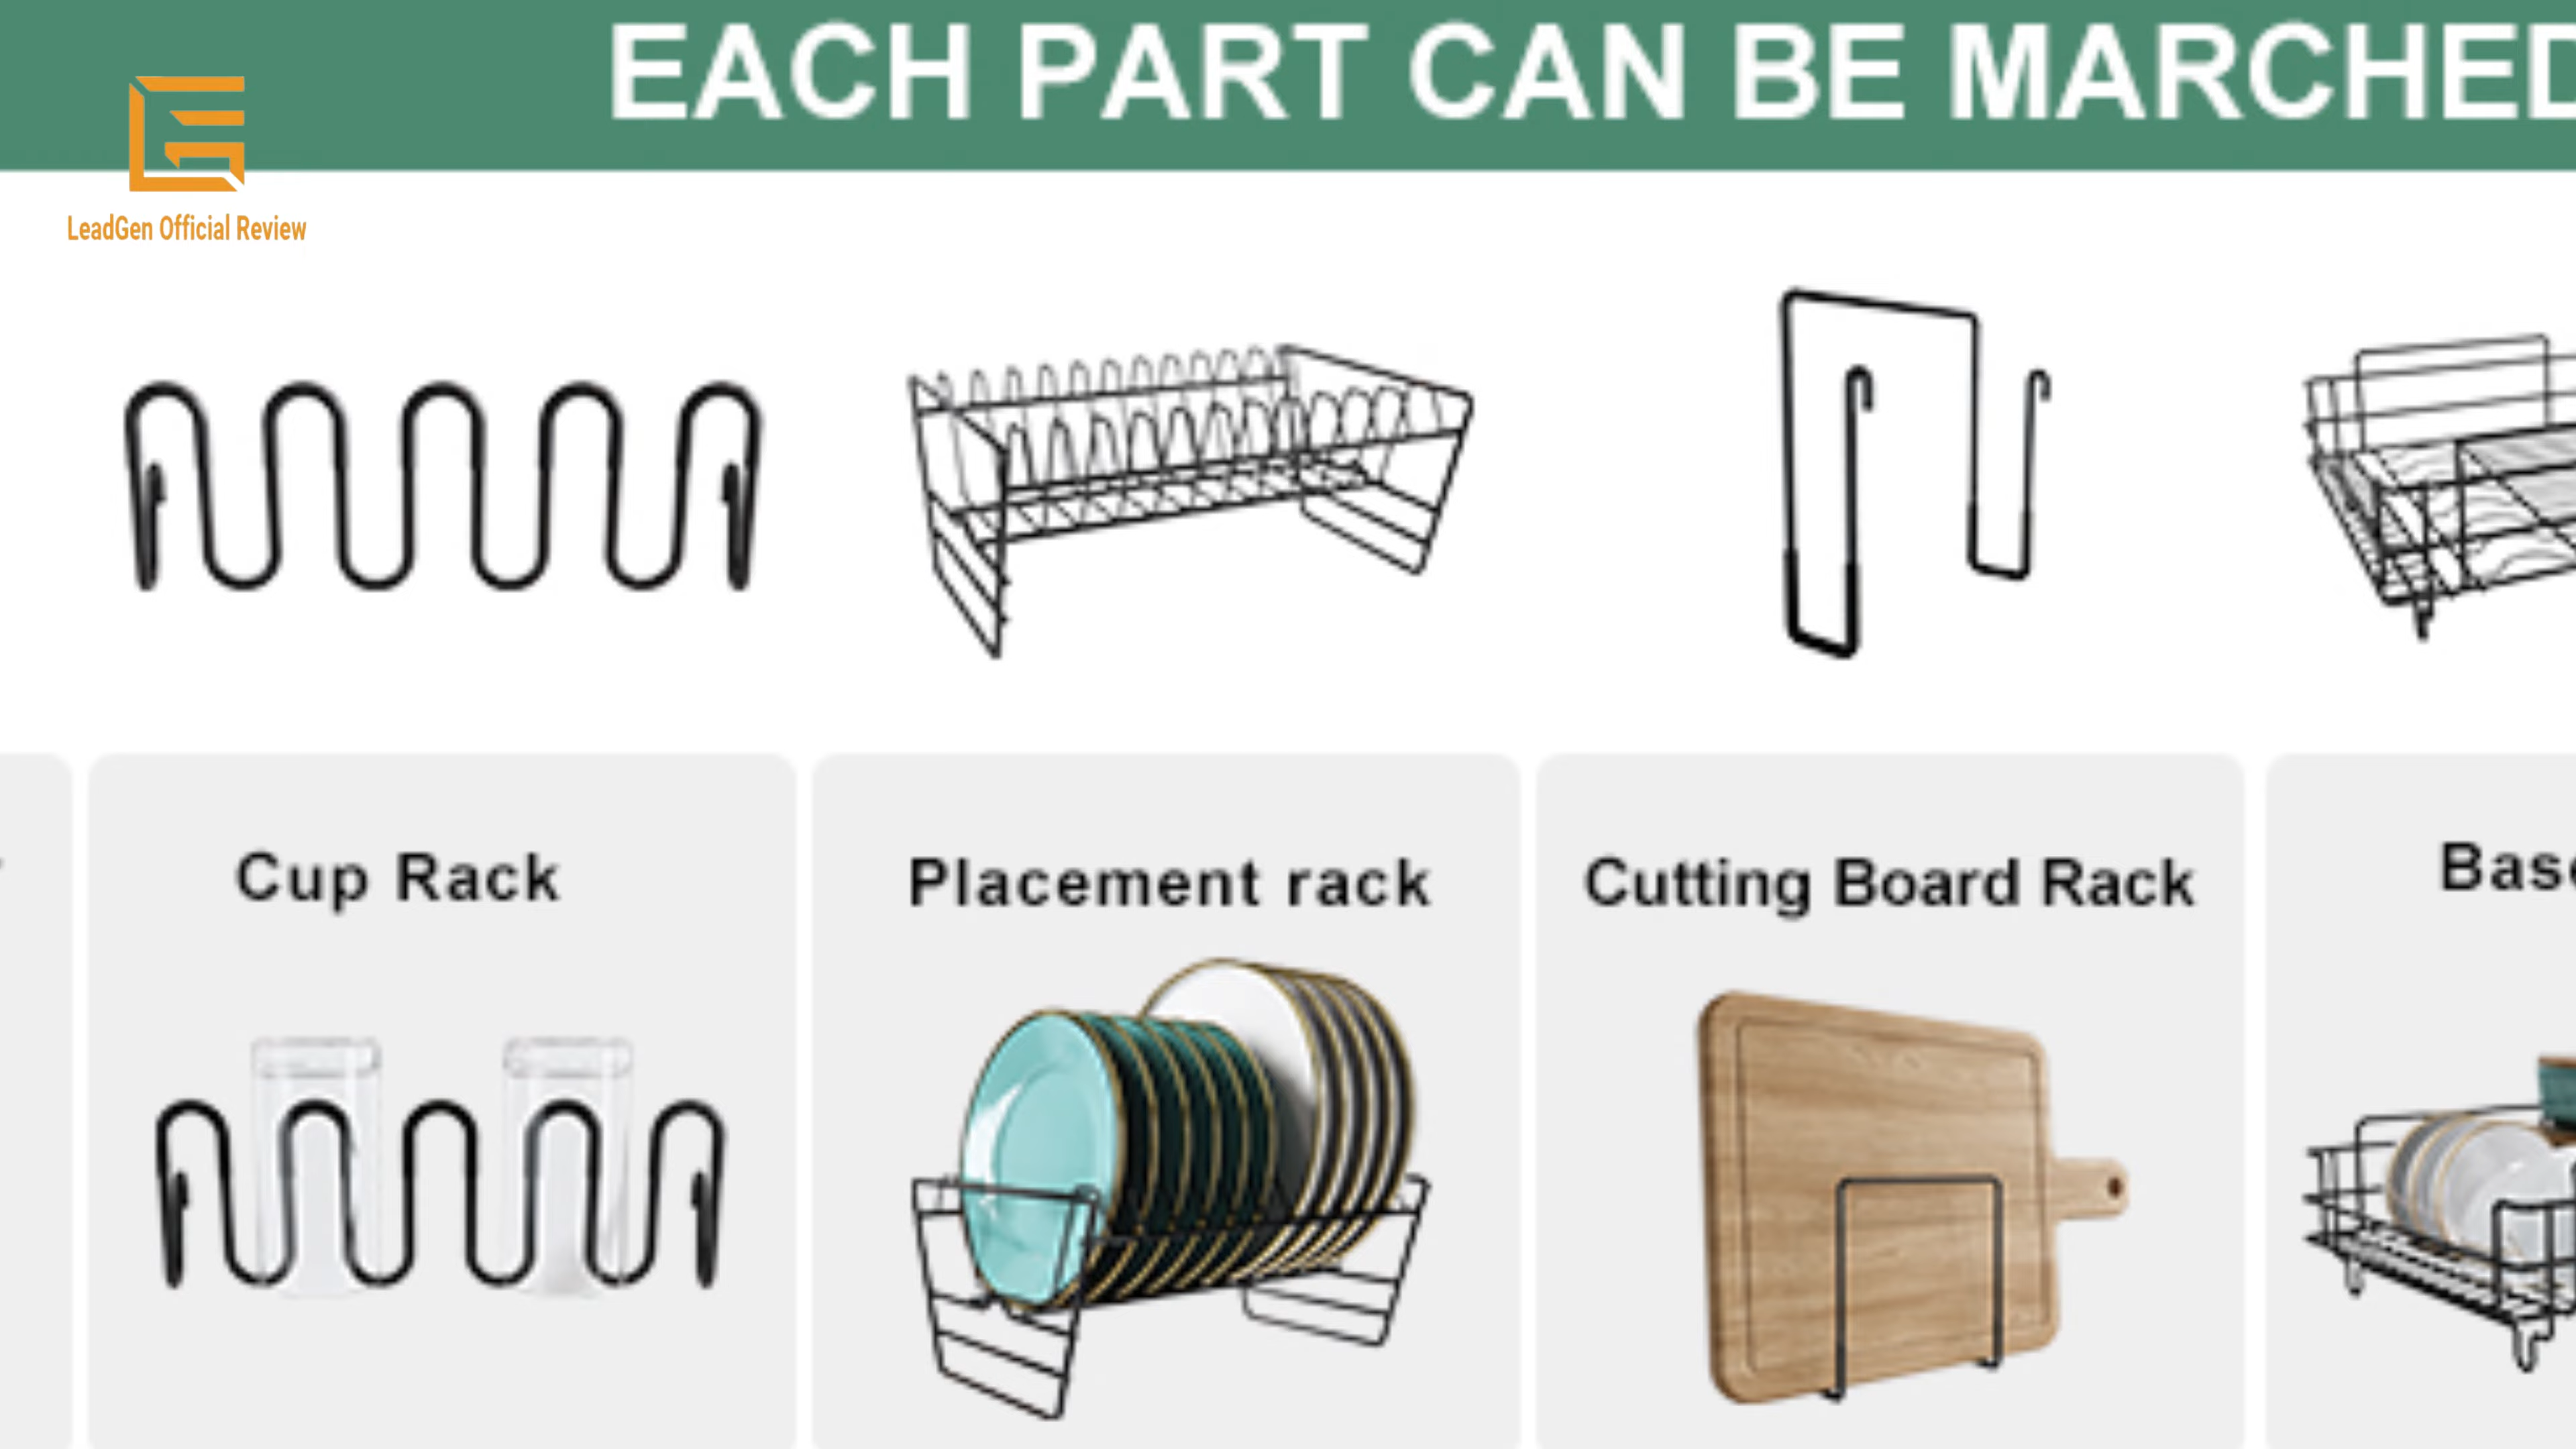 EACH PART CAN BE MARCHED
LeadGen Official Review
Cup Rack
Placement rack
Cutting Board Rack